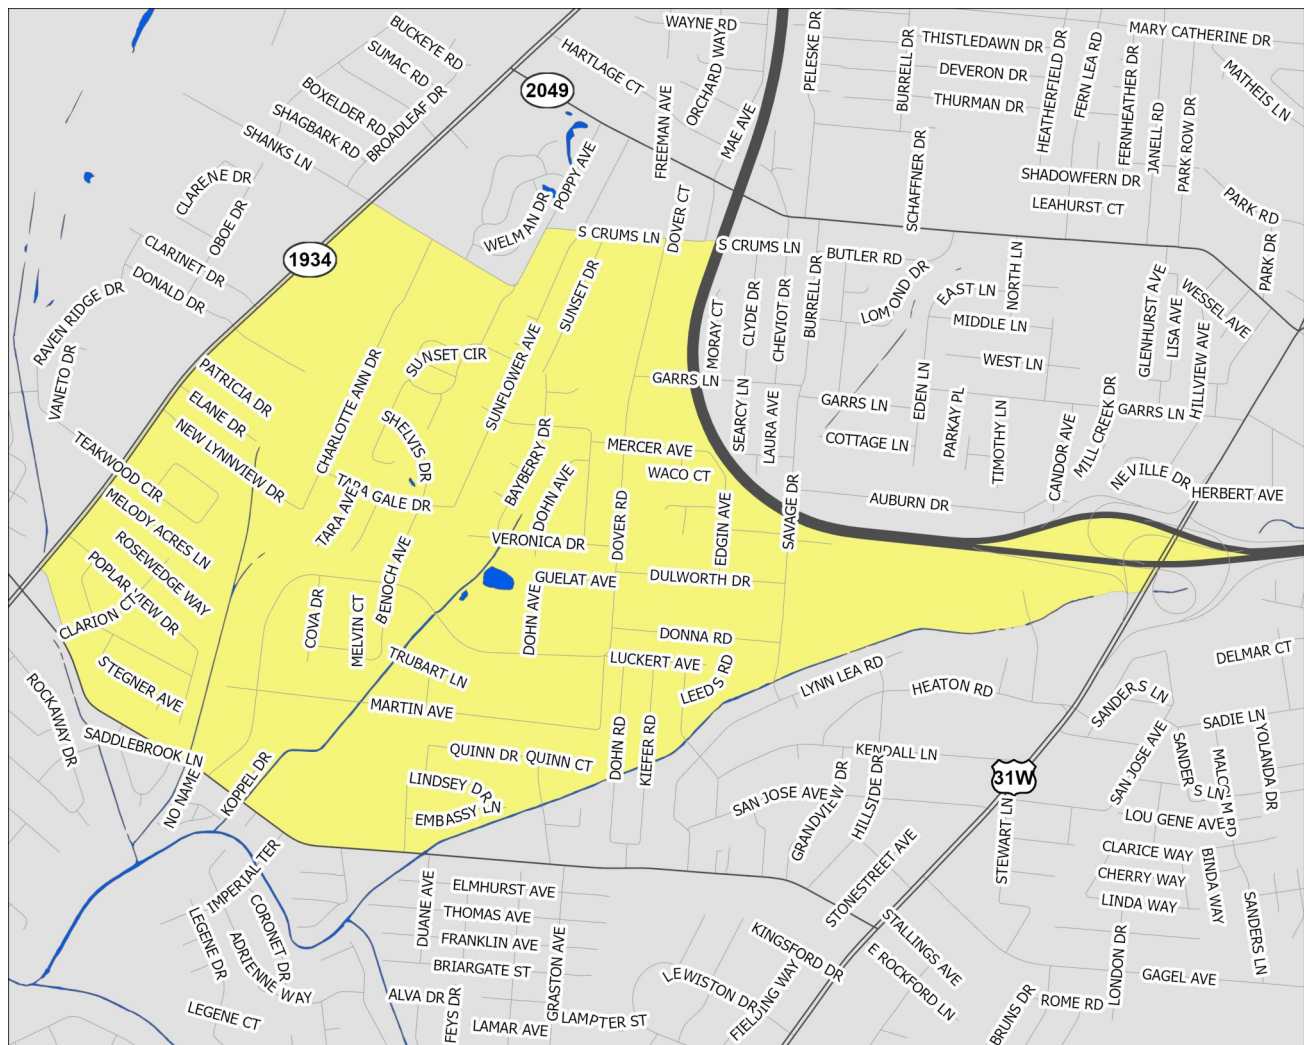 BUCKEYE RD
SUMAC RD
BOXELDER RD
SHAGBARK RD
BROADLEAF DR
SHANKS LN
HARTLAGE CT
2049
WAYNE RD
ORCHARD WAY
FREEMAN AVE
MAE AVE
PELESKE DR
BURRELL DR
THISTLEDAWN DR
DEVERON DR
THURMAN DR
HEATHERFIELD DR
FERN LEA RD
FERNHEATHER DR
MARY CATHERINE DR
MATHEIS LN
JANELL RD
PARK ROW DR
SCHAFFNER DR
SHADOWFERN DR
LEAHURST CT
PARK RD
PARK DR
CLARENE DR
OBOE DR
CLARINET DR
DONALD DR
1934
RAVEN RIDGE DR
VANETO DR
POPPY AVE
WELMAN DR
S CRUMS LN
DOVER CT
S CRUMS LN
BUTLER RD
LOMOND DR
EAST LN
NORTH LN
MIDDLE LN
WEST LN
GLENHURST AVE
LISA AVE
WESSEL AVE
HILLVIEW AVE
SUNSET DR
SUNFLOWER AVE
SUNSET CIR
MORAY CT
CLYDE DR
CHEVIOT DR
BURRELL DR
GARRS LN
SEARCY LN
LAURA AVE
GARRS LN
COTTAGE LN
EDEN LN
PARKAY PL
TIMOTHY LN
CANDOR AVE
MILL CREEK DR
GARRS LN
PATRICIA DR
ELANE DR
NEW LYNNVIEW DR
CHARLOTTE ANN DR
SHELVIS DR
TEAKWOOD CIR
MELODY ACRES LN
ROSEWEDGE WAY
POPLAR VIEW DR
CLARION CT
STEGNER AVE
TARA GALE DR
TARA AVE
BENOCH AVE
BAYBERRY DR
DOHN AVE
MERCER AVE
WACO CT
VERONICA DR
DOVER RD
EDGIN AVE
SAVAGE DR
AUBURN DR
NEVILLE DR
HERBERT AVE
GUELAT AVE
DULWORTH DR
DOHN AVE
COVA DR
MELVIN CT
DONNA RD
LUCKERT AVE
LEEDS RD
TRUBART LN
MARTIN AVE
LYNN LEA RD
HEATON RD
DELMAR CT
SANDERS LN
SADIE LN
ROCKAWAY DR
SADDLEBROOK LN
NO NAME
KOPPEL DR
QUINN DR
QUINN CT
DOHN RD
KIEFER RD
LINDSEY DR
EMBASSY LN
KENDALL LN
SAN JOSE AVE
GRANDVIEW DR
HILLSIDE DR
31W
STEWART LN
SAN JOSE AVE
SANDERS LN
MALCOLM RD
YOLANDA DR
LOU GENE AVE
CLARICE WAY
CHERRY WAY
LINDA WAY
BINDA WAY
SANDERS LN
IMPERIAL TER
LEGENE DR
CORONET DR
ADRIENNE WAY
LEGENE CT
DUANE AVE
ELMHURST AVE
THOMAS AVE
FRANKLIN AVE
BRIARGATE ST
GRASTON AVE
ALVA DR
FEYS DR
LAMAR AVE
LAMPTER ST
STONESTREET AVE
KINGSFORD DR
LEWISTON DR
FIELDING WAY
STALLINGS AVE
E ROCKFORD LN
BRUNS DR
ROME RD
LONDON DR
GAGEL AVE